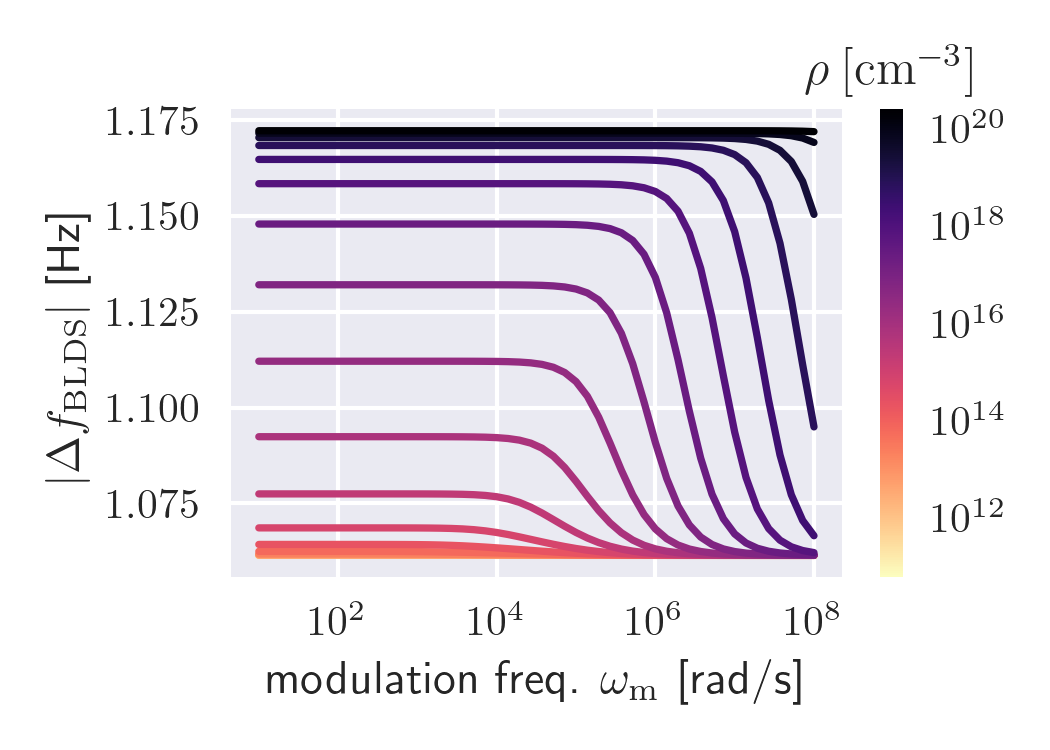 ρ [cm⁻³]
1.175
1.150
1.125
1.100
1.075
|Δf_BLDS| [Hz]
10²⁰
10¹⁸
10¹⁶
10¹⁴
10¹²
10² 10⁴ 10⁶ 10⁸
modulation freq. ω_m [rad/s]